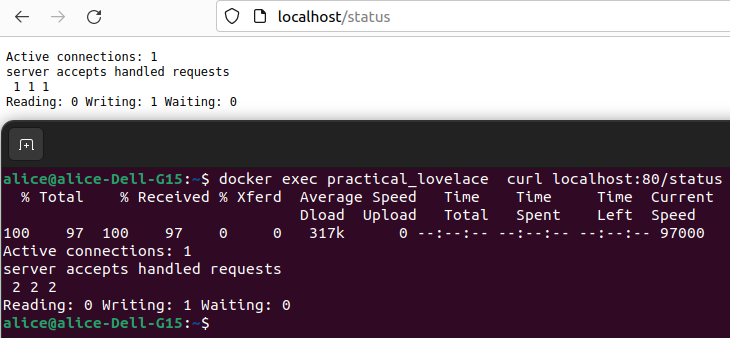 localhost/status
Active connections: 1
server accepts handled requests
 1 1 1
Reading: 0 Writing: 1 Waiting: 0
alice@alice-Dell-G15:~$ docker exec practical_lovelace  curl localhost:80/status
  % Total    % Received % Xferd  Average Speed   Time    Time     Time  Current
                                 Dload  Upload   Total   Spent    Left  Speed
100    97  100    97    0     0   317k      0 --:--:-- --:--:-- --:--:-- 97000
Active connections: 1
server accepts handled requests
 2 2 2
Reading: 0 Writing: 1 Waiting: 0
alice@alice-Dell-G15:~$